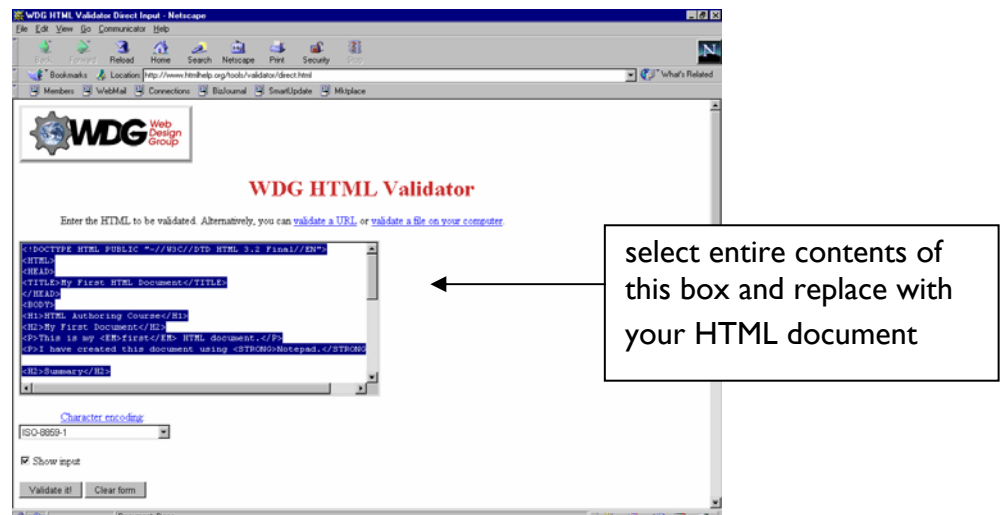 WDG HTML Validator Direct Input - Netscape
File Edit View Go Communicator Help
Back Forward Reload Home Search Netscape Print Security Stop
Bookmarks Location: http://www.htmlhelp.org/tools/validator/direct.html What's Related
Members WebMail Connections BizJournal SmartUpdate Mktplace
WDG Web Design Group
WDG HTML Validator
Enter the HTML to be validated. Alternatively, you can validate a URL or validate a file on your computer.
<!DOCTYPE HTML PUBLIC "-//W3C//DTD HTML 3.2 Final//EN">
<HTML>
<HEAD>
<TITLE>My First HTML Document</TITLE>
</HEAD>
<BODY>
<H1>HTML Authoring Course</H1>
<H2>My First Document</H2>
<P>This is my <EM>first</EM> HTML document.</P>
<P>I have created this document using <STRONG>Notepad.</STRONG
<H2>Summary</H2>
select entire contents of
this box and replace with
your HTML document
Character encoding:
ISO-8859-1
Show input
Validate it! Clear form